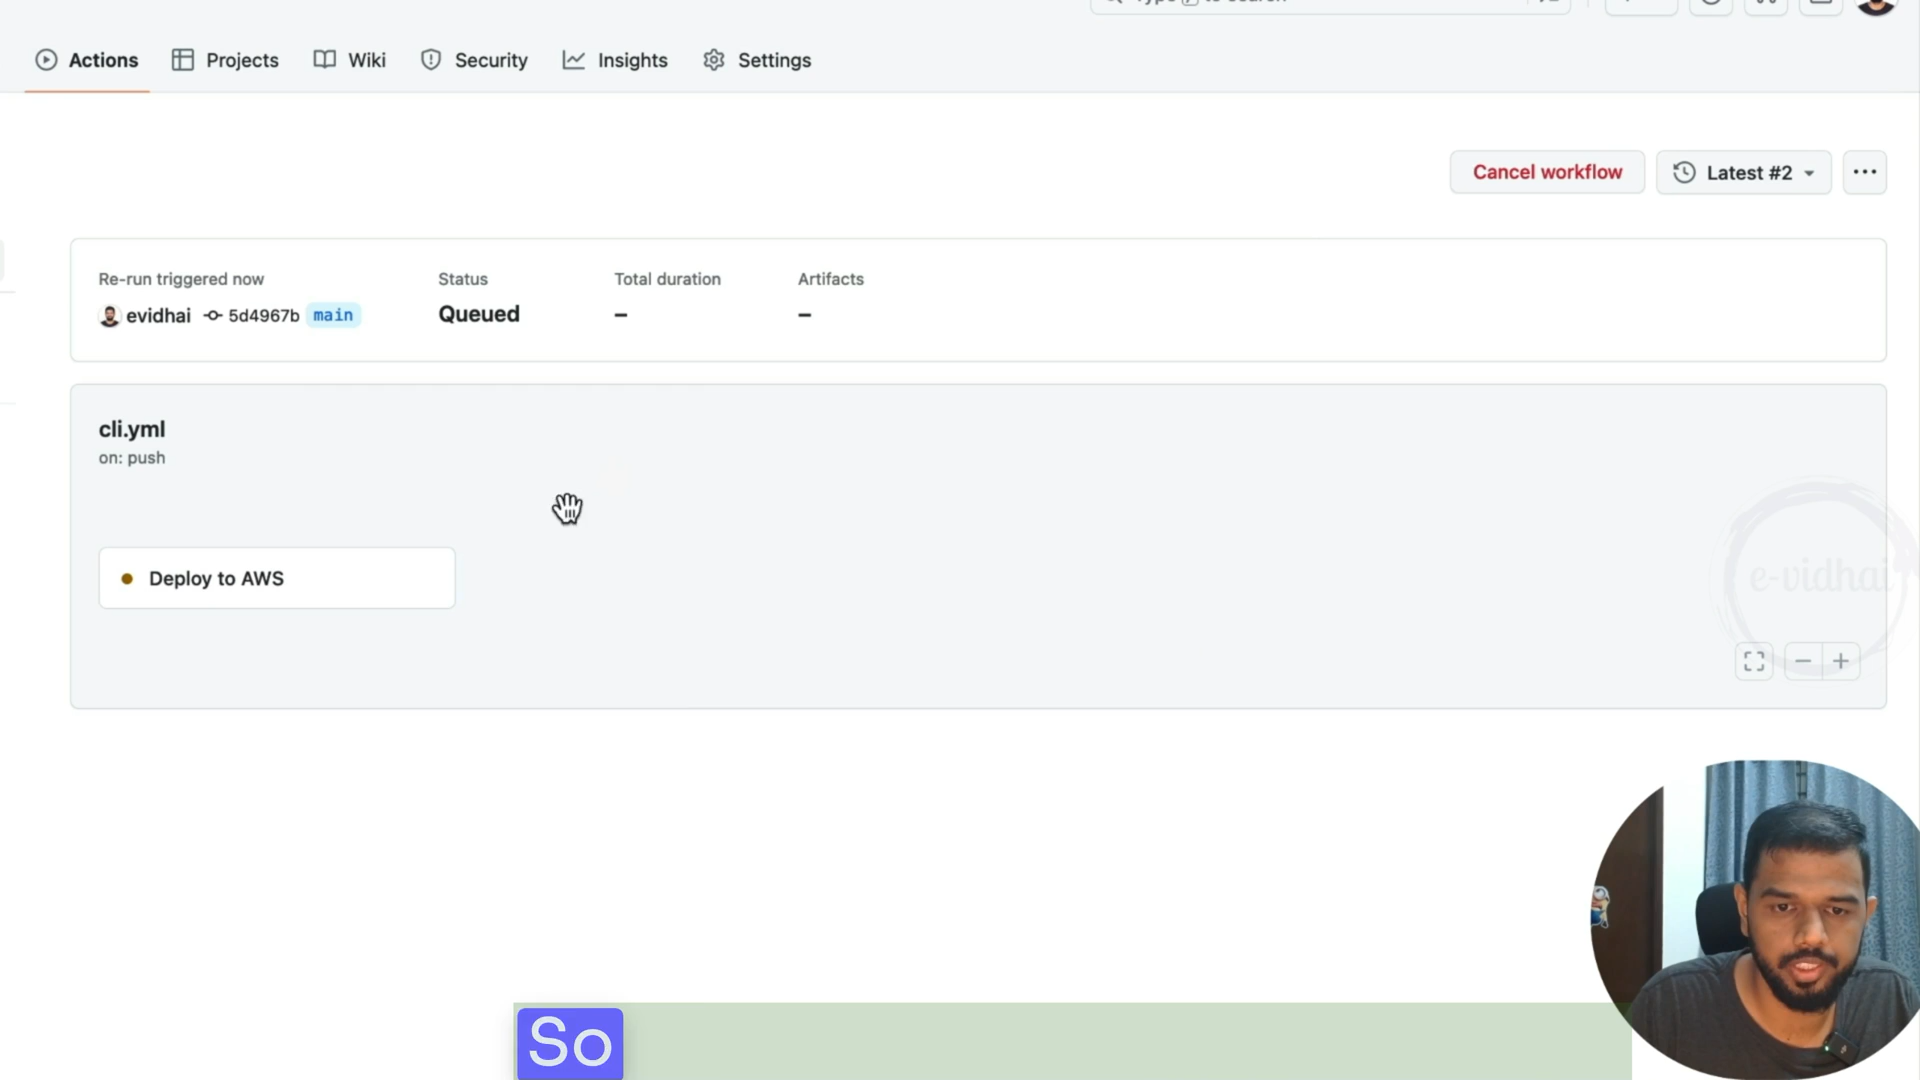 Actions Projects Wiki Security Insights Settings
Cancel workflow Latest #2
Re-run triggered now Status Total duration Artifacts
evidhai 5d4967b main Queued – –
cli.yml
on: push
Deploy to AWS
e-vidhai
So